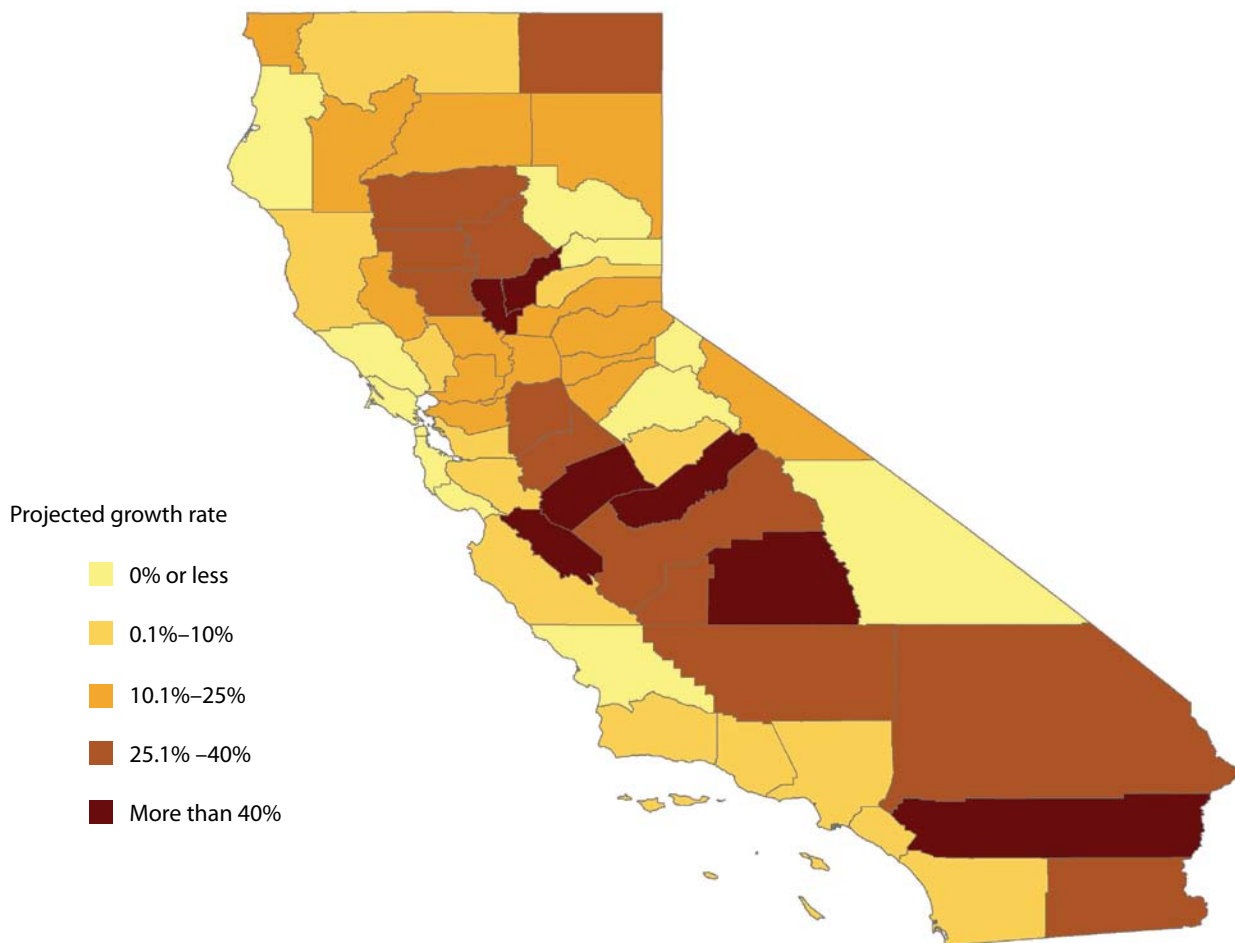 Projected growth rate
0% or less
0.1%–10%
10.1%–25%
25.1% –40%
More than 40%